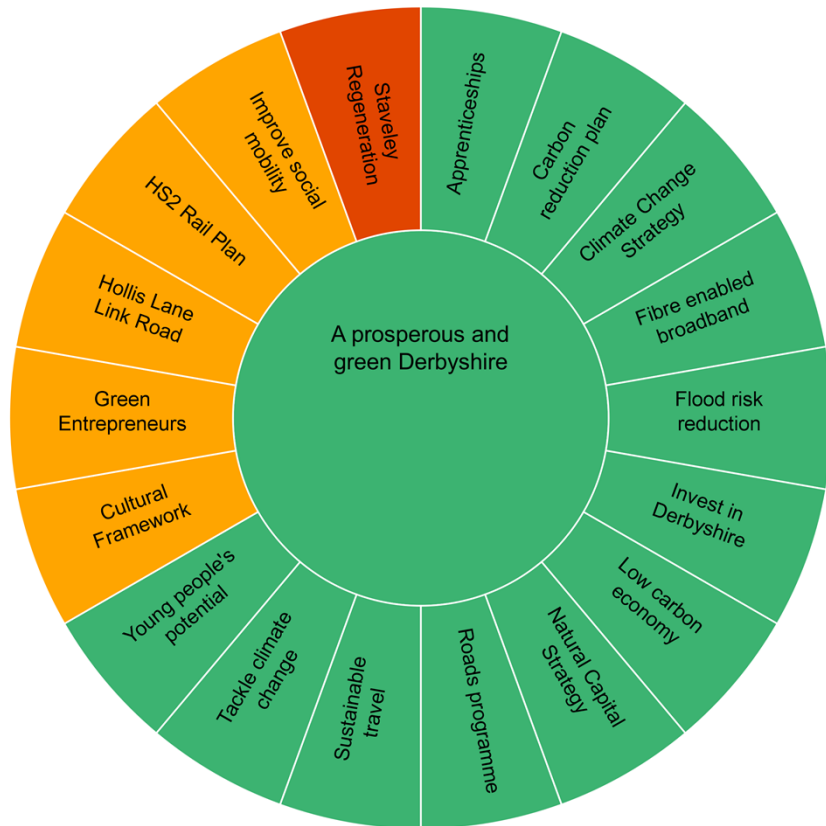 A prosperous and
green Derbyshire
Apprenticeships
Carbon
reduction plan
Climate Change
Strategy
Fibre enabled
broadband
Flood risk
reduction
Invest in
Derbyshire
Low carbon
economy
Natural Capital
Strategy
Roads programme
Sustainable
travel
Tackle climate
change
Young people's
potential
Cultural
Framework
Green
Entrepreneurs
Hollis Lane
Link Road
HS2 Rail Plan
Improve social
mobility
Staveley
Regeneration